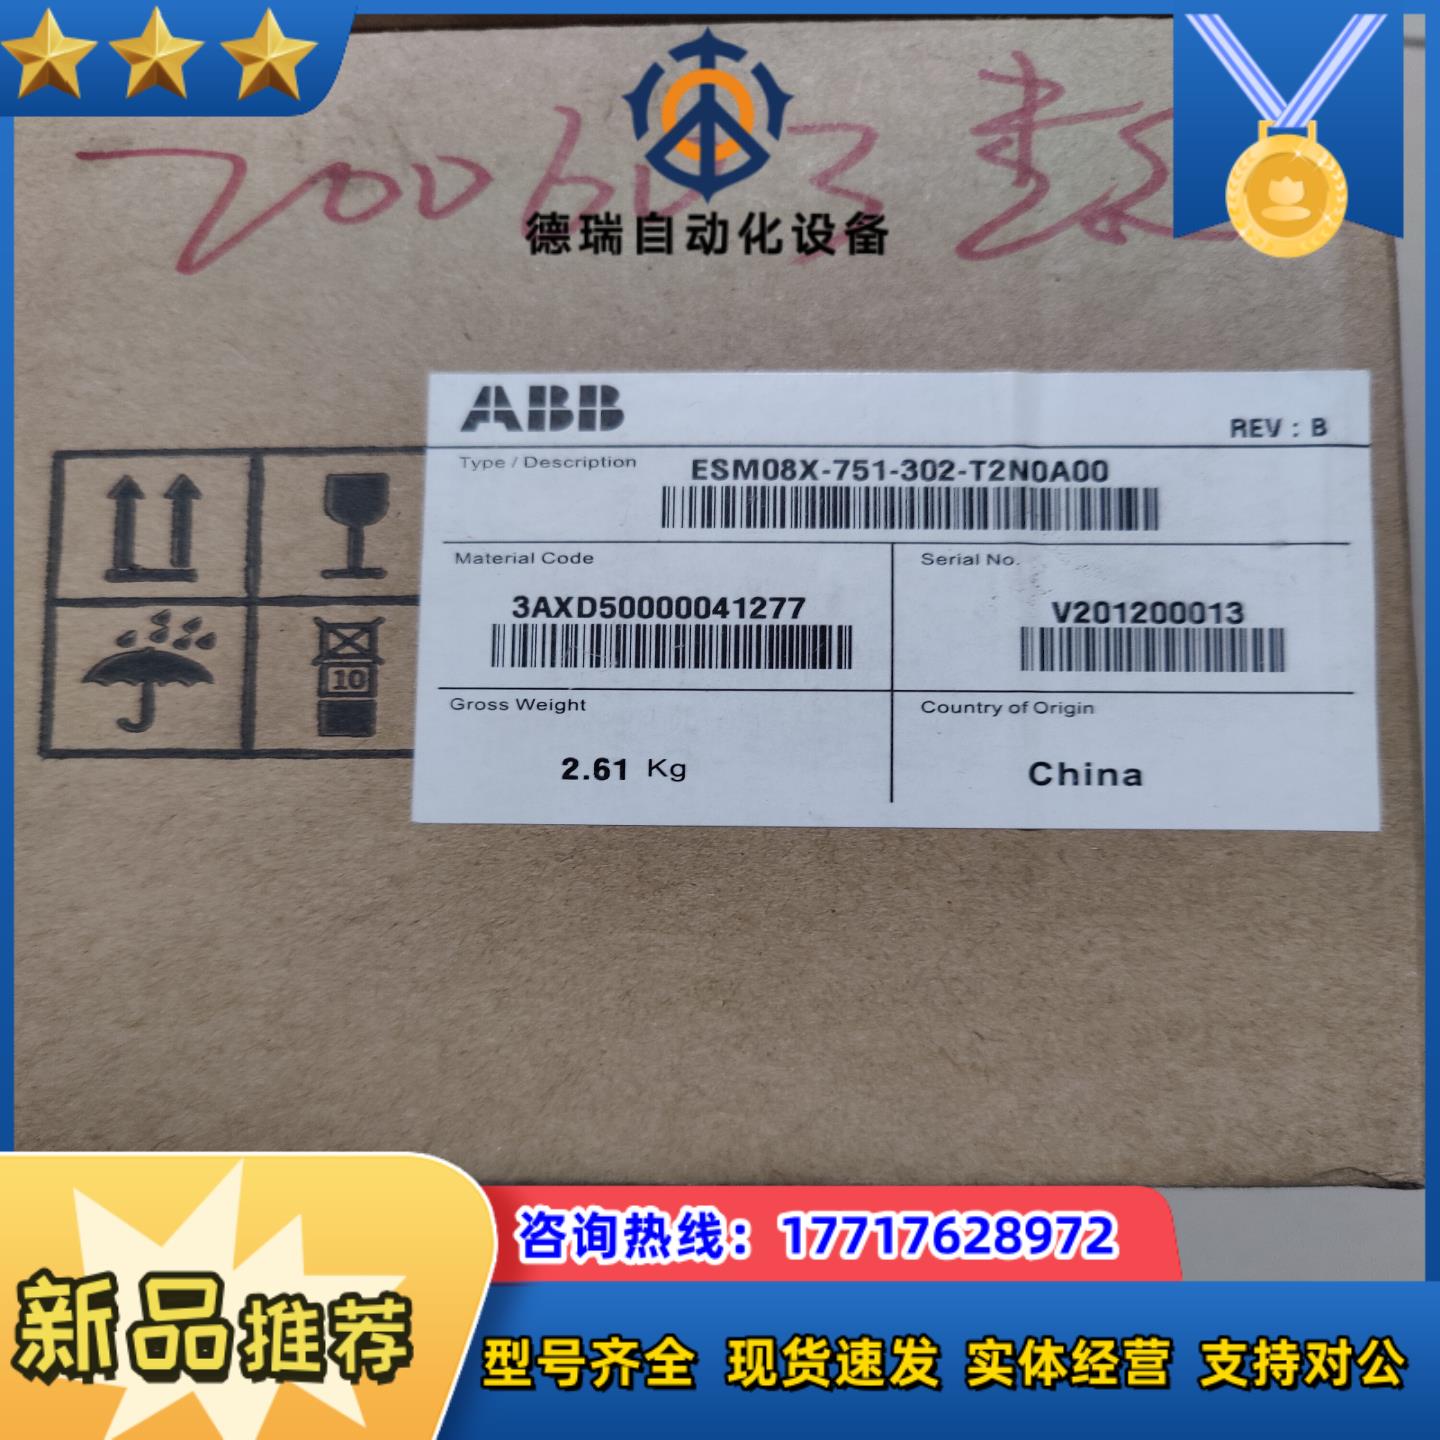 德瑞自动化设备
ABB
REV : B
Type / Description
ESM08X-751-302-T2N0A00
Material Code
3AXD50000041277
Serial No.
V201200013
Gross Weight
2.61 Kg
Country of Origin
China
10
咨询热线：17717628972
新品推荐
型号齐全 现货速发 实体经营 支持对公